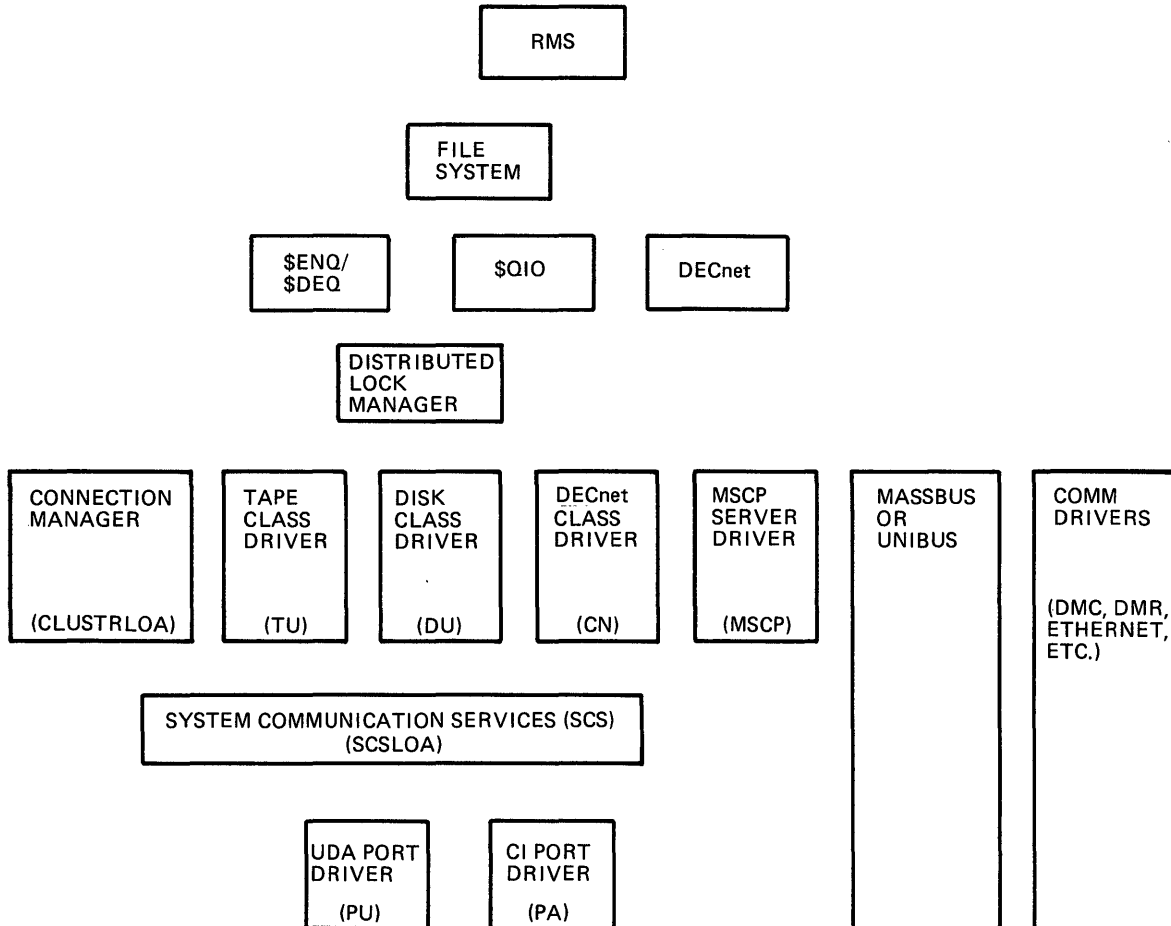 RMS
FILE
SYSTEM
$ENQ/
$DEQ
$QIO
DECnet
DISTRIBUTED
LOCK
MANAGER
CONNECTION
MANAGER
(CLUSTRLOA)
TAPE
CLASS
DRIVER
(TU)
DISK
CLASS
DRIVER
(DU)
DECnet
CLASS
DRIVER
(CN)
MSCP
SERVER
DRIVER
(MSCP)
MASSBUS
OR
UNIBUS
COMM
DRIVERS
(DMC, DMR,
ETHERNET,
ETC.)
SYSTEM COMMUNICATION SERVICES (SCS)
(SCSLOA)
UDA PORT
DRIVER
(PU)
CI PORT
DRIVER
(PA)